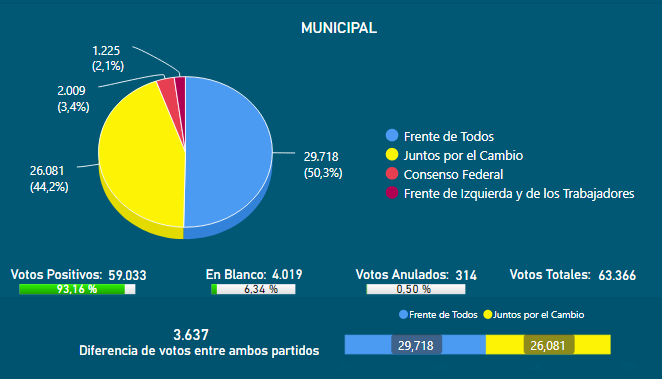 MUNICIPAL
1.225
(2,1%)
2.009
(3,4%)
26.081
(44,2%)
29.718
(50,3%)
Frente de Todos
Juntos por el Cambio
Consenso Federal
Frente de Izquierda y de los Trabajadores
Votos Positivos: 59.033
93,16 %
En Blanco: 4.019
6,34 %
Votos Anulados: 314
0,50 %
Votos Totales: 63.366
3.637
Diferencia de votos entre ambos partidos
Frente de Todos Juntos por el Cambio
29,718 26,081